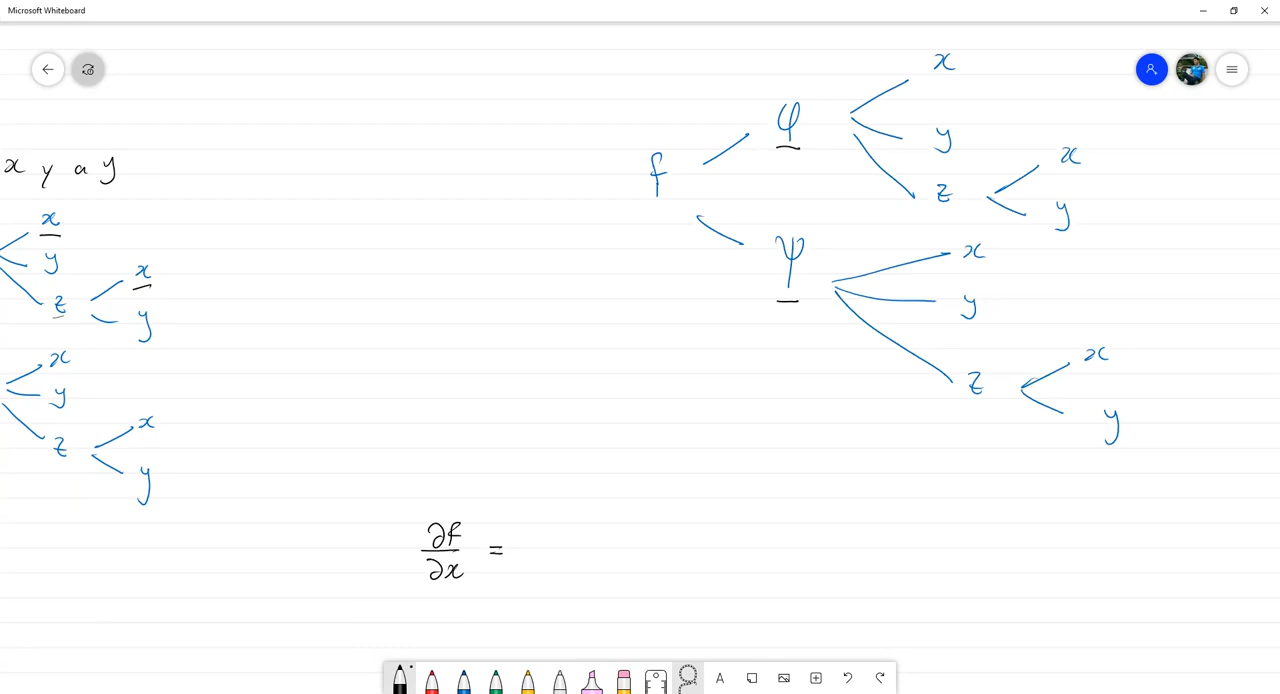 Microsoft Whiteboard
x y a y
x
y
z x
y
x
y
z x
y
f
φ
x
y
z x
y
ψ
x
y
z x
y
∂f/∂x =
A